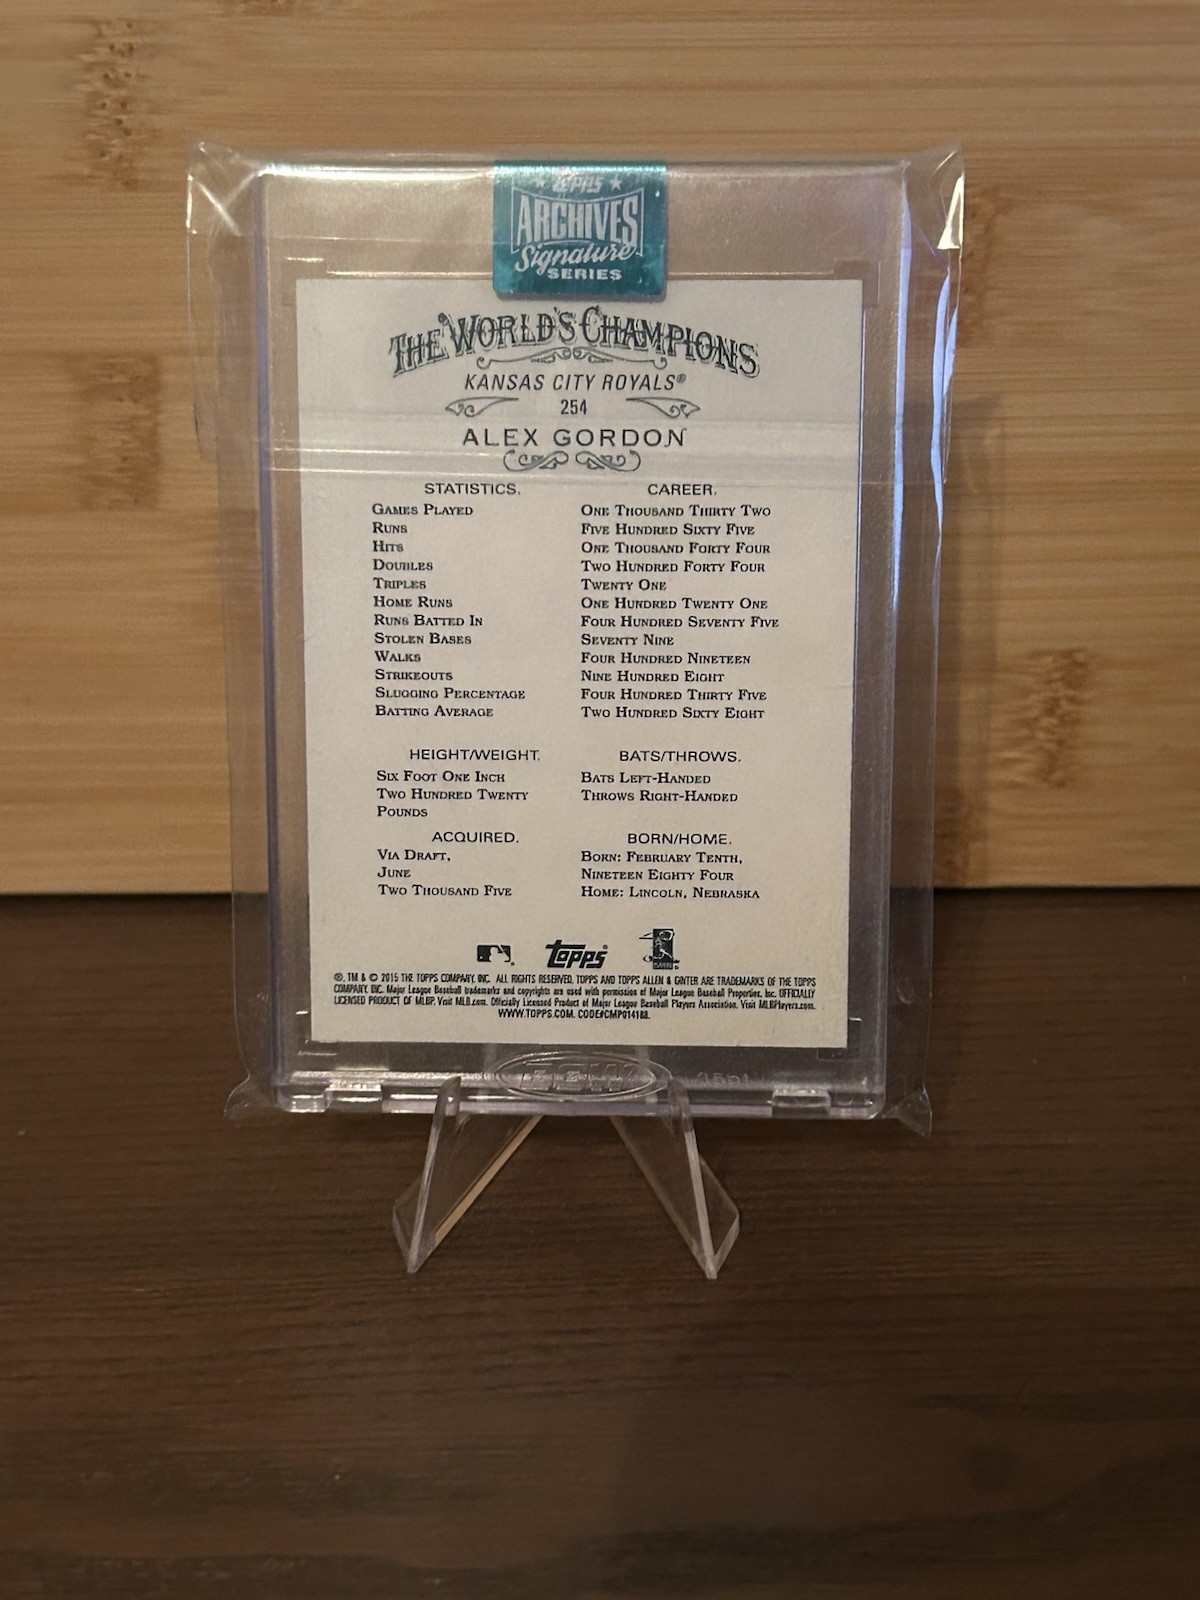 TOPPS
ARCHIVES
Signature
SERIES
THE WORLD'S CHAMPIONS
KANSAS CITY ROYALS®
254
ALEX GORDON
STATISTICS. CAREER.
GAMES PLAYED ONE THOUSAND THIRTY TWO
RUNS FIVE HUNDRED SIXTY FIVE
HITS ONE THOUSAND FORTY FOUR
DOUBLES TWO HUNDRED FORTY FOUR
TRIPLES TWENTY ONE
HOME RUNS ONE HUNDRED TWENTY ONE
RUNS BATTED IN FOUR HUNDRED SEVENTY FIVE
STOLEN BASES SEVENTY NINE
WALKS FOUR HUNDRED NINETEEN
STRIKEOUTS NINE HUNDRED EIGHT
SLUGGING PERCENTAGE FOUR HUNDRED THIRTY FIVE
BATTING AVERAGE TWO HUNDRED SIXTY EIGHT
HEIGHT/WEIGHT. BATS/THROWS.
SIX FOOT ONE INCH BATS LEFT-HANDED
TWO HUNDRED TWENTY THROWS RIGHT-HANDED
POUNDS
ACQUIRED. BORN/HOME.
VIA DRAFT, BORN: FEBRUARY TENTH,
JUNE NINETEEN EIGHTY FOUR
TWO THOUSAND FIVE HOME: LINCOLN, NEBRASKA
topps®
®, TM & © 2015 THE TOPPS COMPANY, INC. ALL RIGHTS RESERVED. TOPPS AND TOPPS ALLEN & GINTER ARE TRADEMARKS OF THE TOPPS
COMPANY, INC. Major League Baseball trademarks and copyrights are used with permission of Major League Baseball Properties, Inc. OFFICIALLY
LICENSED PRODUCT OF MLBP. Visit MLB.com. Officially Licensed Product of Major League Baseball Players Association. Visit MLBPlayers.com.
WWW.TOPPS.COM. CODE#CMP014188.